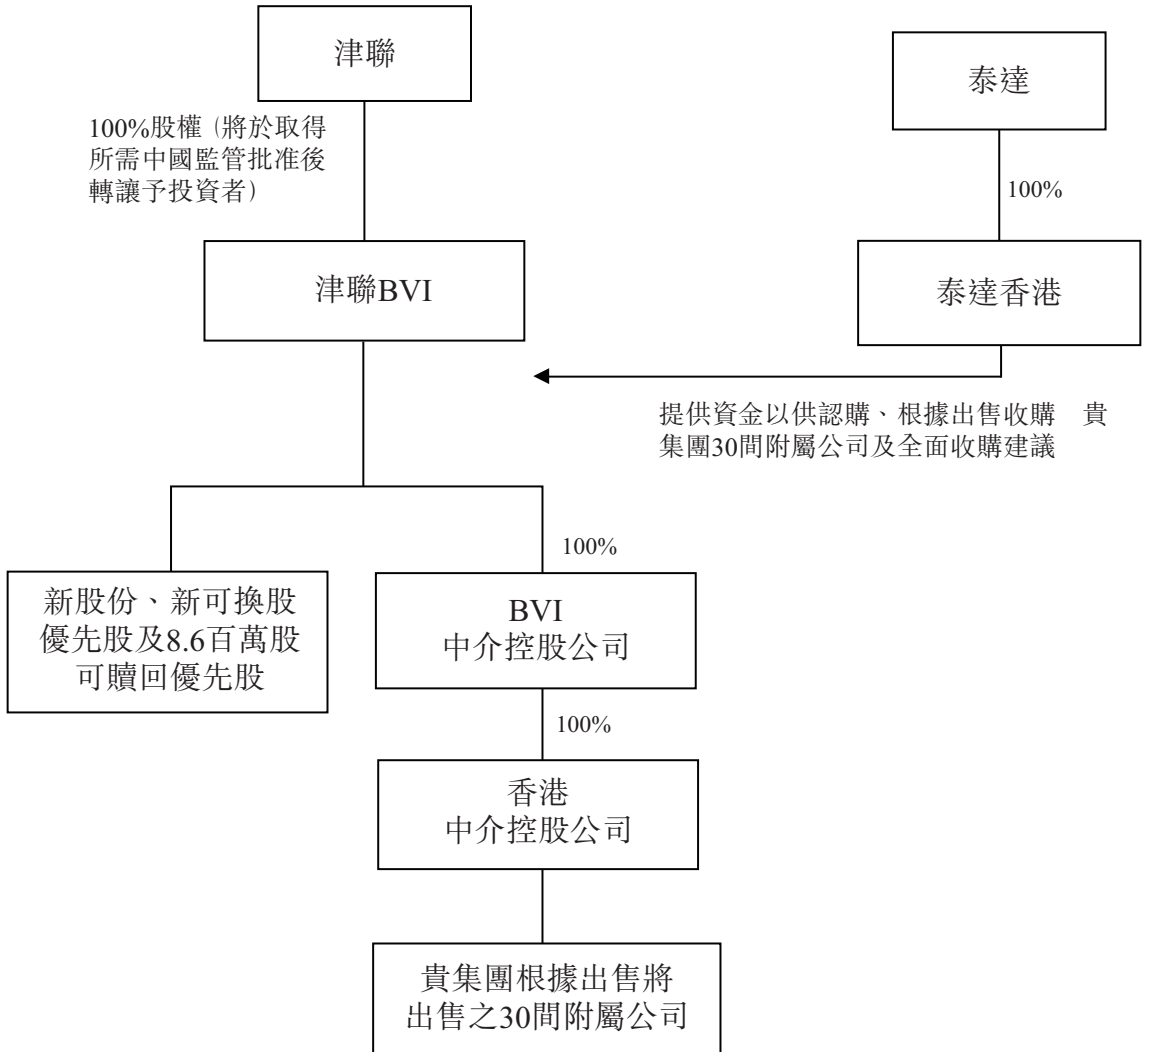 津聯
泰達
100%股權（將於取得
所需中國監管批准後
轉讓予投資者）
100%
津聯BVI
泰達香港
提供資金以供認購、根據出售收購　貴
集團30間附屬公司及全面收購建議
100%
新股份、新可換股
優先股及8.6百萬股
可贖回優先股
BVI
中介控股公司
100%
香港
中介控股公司
貴集團根據出售將
出售之30間附屬公司